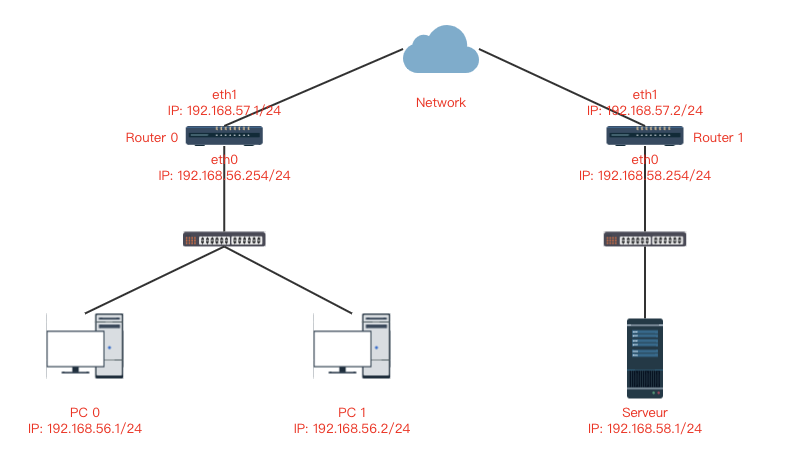 Network
eth1
IP: 192.168.57.1/24
eth1
IP: 192.168.57.2/24
Router 0
Router 1
eth0
IP: 192.168.56.254/24
eth0
IP: 192.168.58.254/24
PC 0
IP: 192.168.56.1/24
PC 1
IP: 192.168.56.2/24
Serveur
IP: 192.168.58.1/24